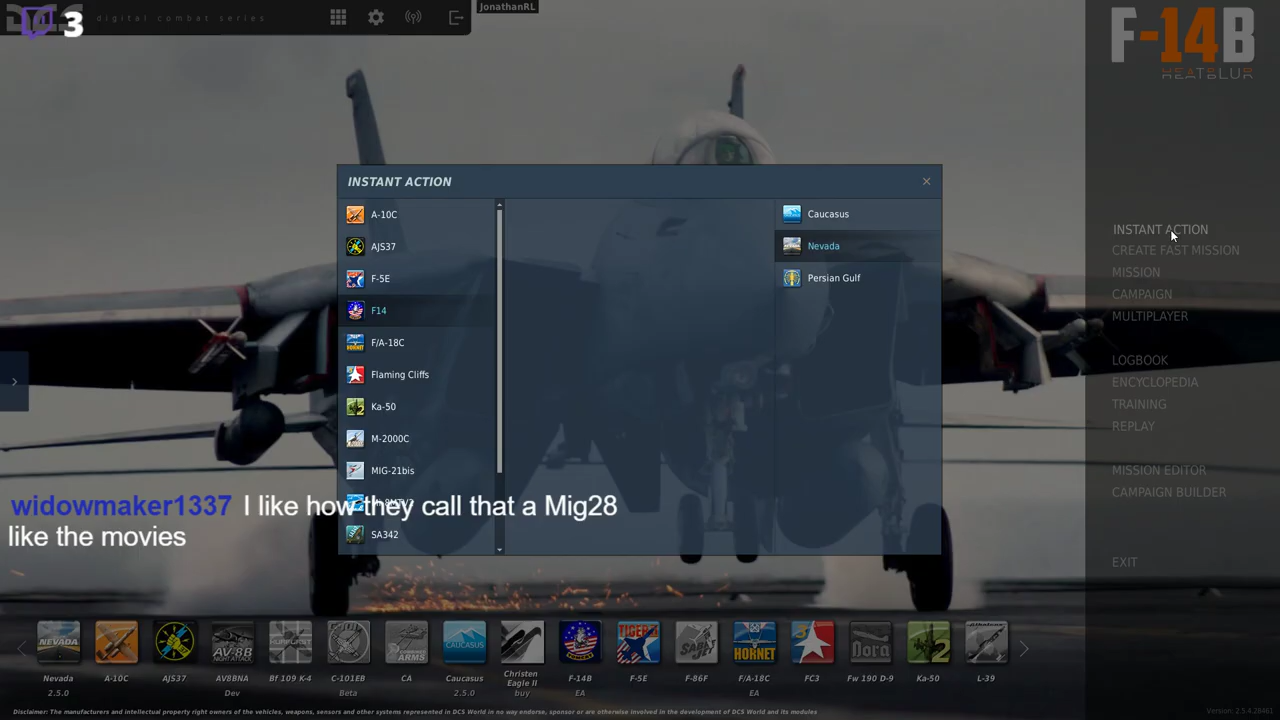 digital combat series
3
JonathanRL
F-14B
HEATBLUR
INSTANT ACTION
A-10C
AJS37
F-5E
F14
F/A-18C
Flaming Cliffs
Ka-50
M-2000C
MIG-21bis
SA342
Caucasus
Nevada
Persian Gulf
INSTANT ACTION
CREATE FAST MISSION
MISSION
CAMPAIGN
MULTIPLAYER
LOGBOOK
ENCYCLOPEDIA
TRAINING
REPLAY
MISSION EDITOR
CAMPAIGN BUILDER
EXIT
widowmaker1337 I like how they call that a Mig28
like the movies
Nevada
2.5.0
A-10C
AJS37
AV8BNA
Dev
Bf 109 K-4
C-101EB
Beta
CA
Caucasus
2.5.0
Christen
Eagle II
buy
F-14B
EA
F-5E
F-86F
F/A-18C
EA
FC3
Fw 190 D-9
Ka-50
L-39
Disclaimer: The manufacturers and intellectual property right owners of the vehicles, weapons, sensors and other systems represented in DCS World in no way endorse, sponsor or are otherwise involved in the development of DCS World and its modules
Version: 2.5.4.28461